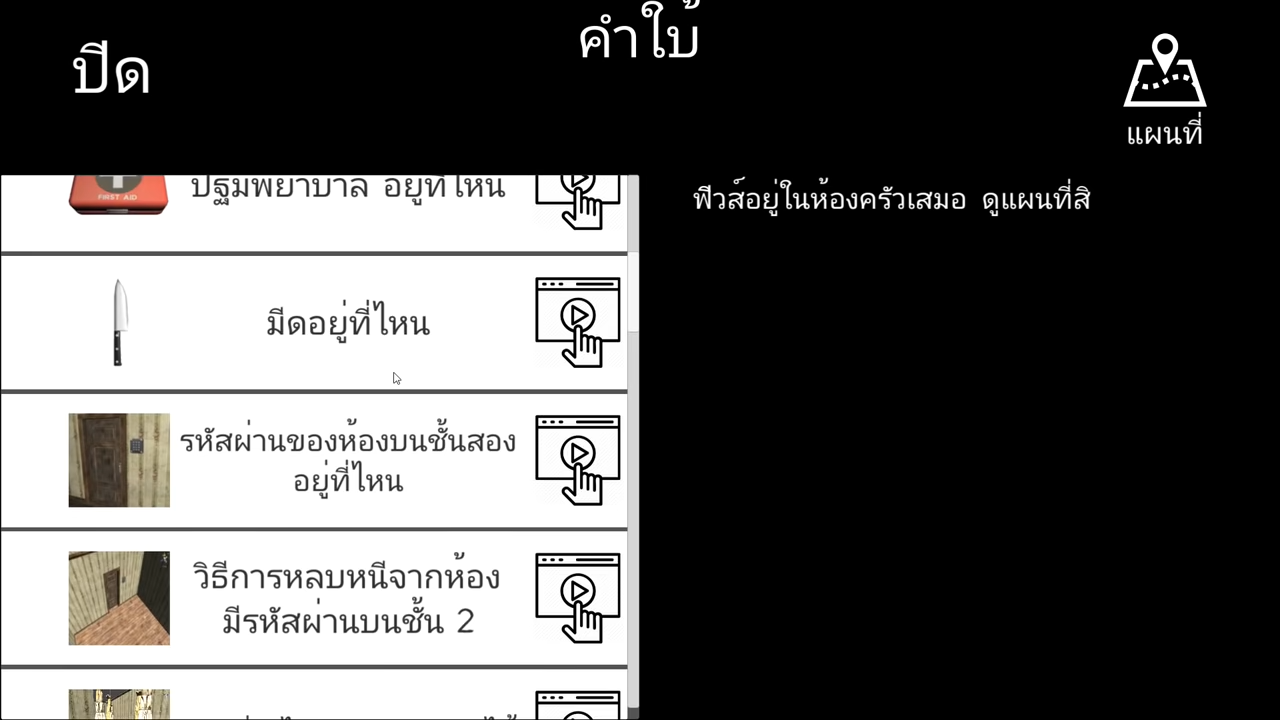 คำใบ้
ปิด
แผนที่
FIRST AID
ปฐมพยาบาล อยู่ที่ไหน
ฟิวส์อยู่ในห้องครัวเสมอ ดูแผนที่สิ
มีดอยู่ที่ไหน
รหัสผ่านของห้องบนชั้นสอง
อยู่ที่ไหน
วิธีการหลบหนีจากห้อง
มีรหัสผ่านบนชั้น 2